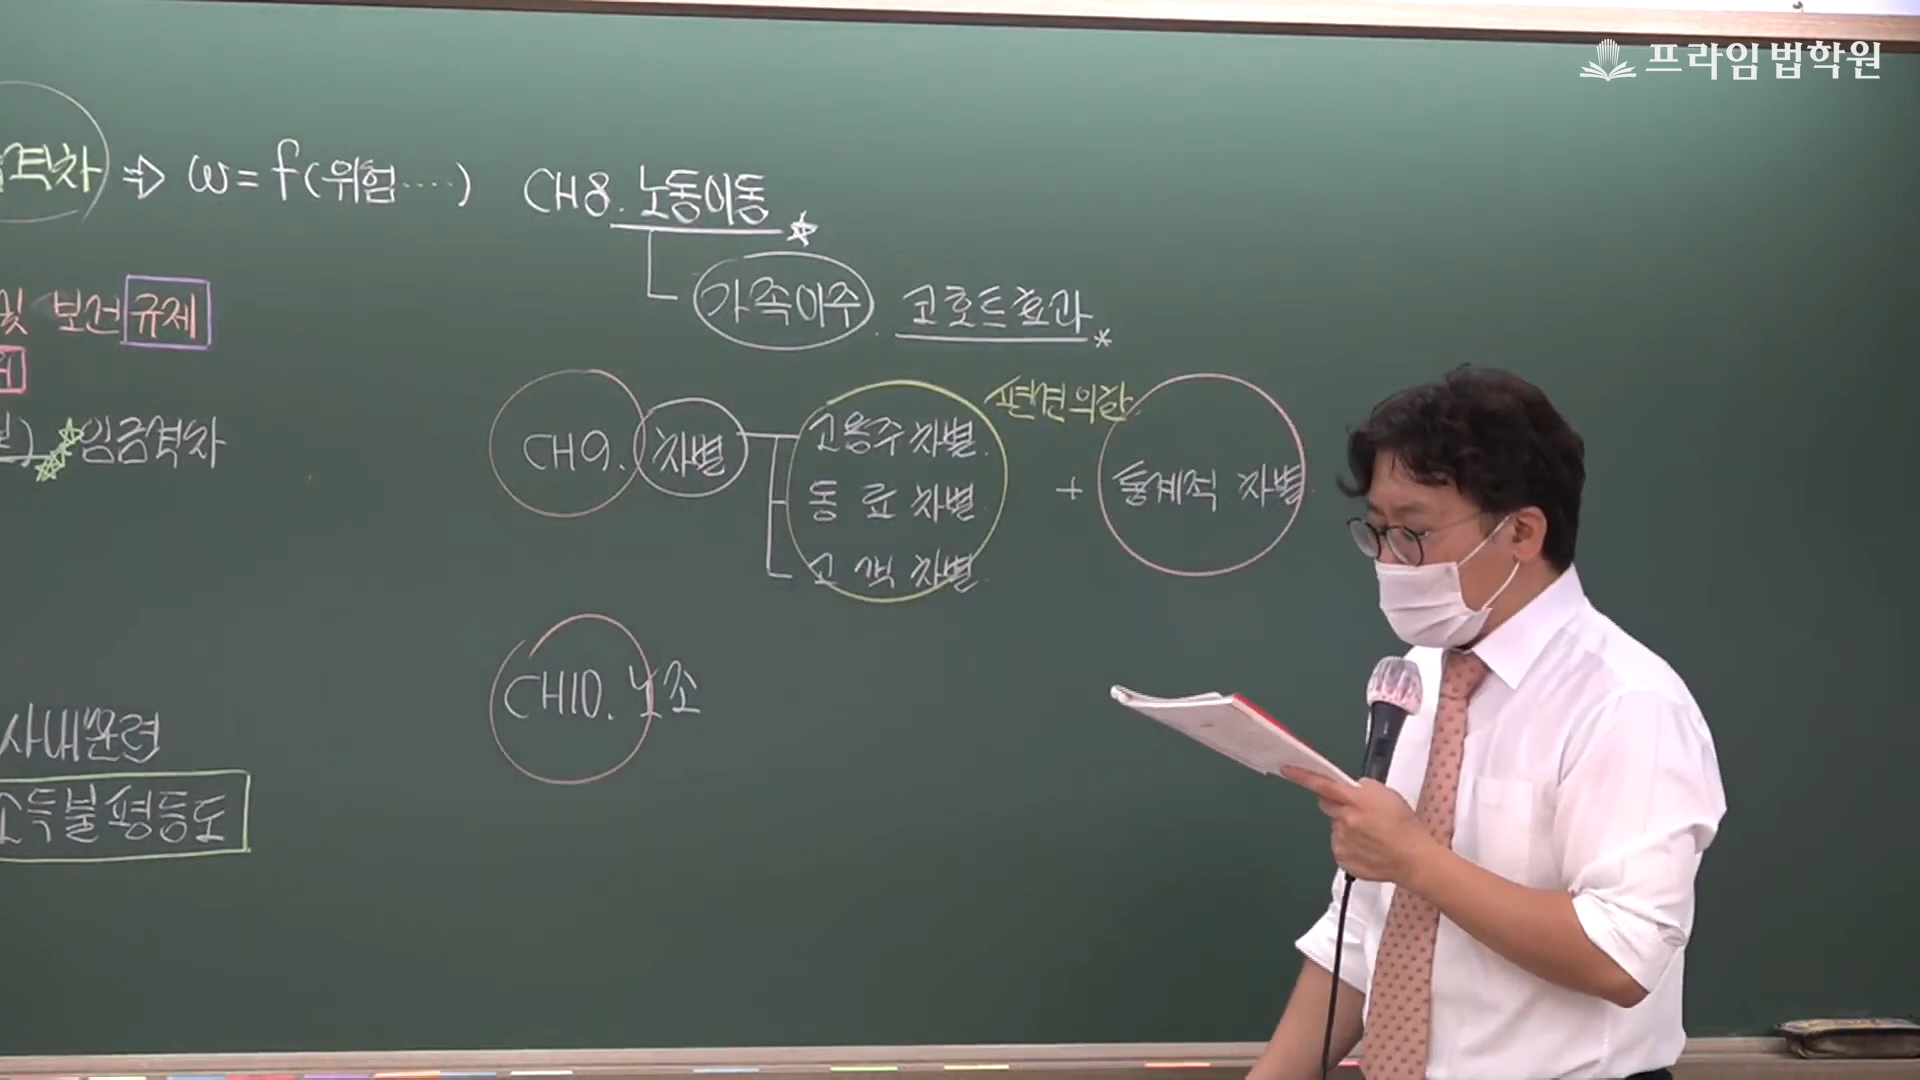 프라임법학원
격차 ⇒ w = f(위험····) CH8. 노동이동
가족이주. 코호트효과
및 보건 규제
임금격차
CH9. 차별
고용주 차별.
동료 차별
고객 차별.
편견의한
+ 통계적 차별
CH10. 노조
사내훈련
소득불평등도